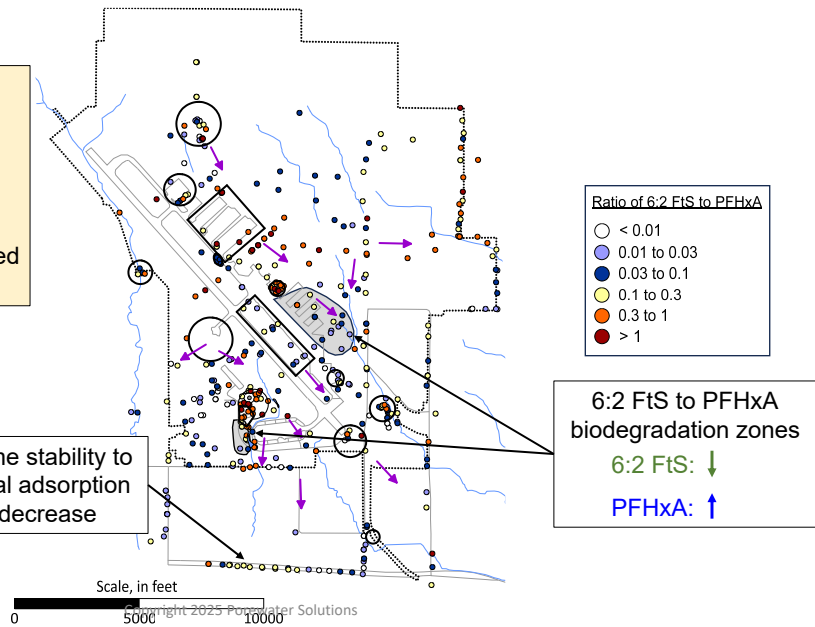 ed
Ratio of 6:2 FtS to PFHxA
< 0.01
0.01 to 0.03
0.03 to 0.1
0.1 to 0.3
0.3 to 1
> 1
6:2 FtS to PFHxA
biodegradation zones
6:2 FtS: ↓
PFHxA: ↑
ne stability to
al adsorption
decrease
Scale, in feet
0 5000 10000
Copyright 2025 Porewater Solutions